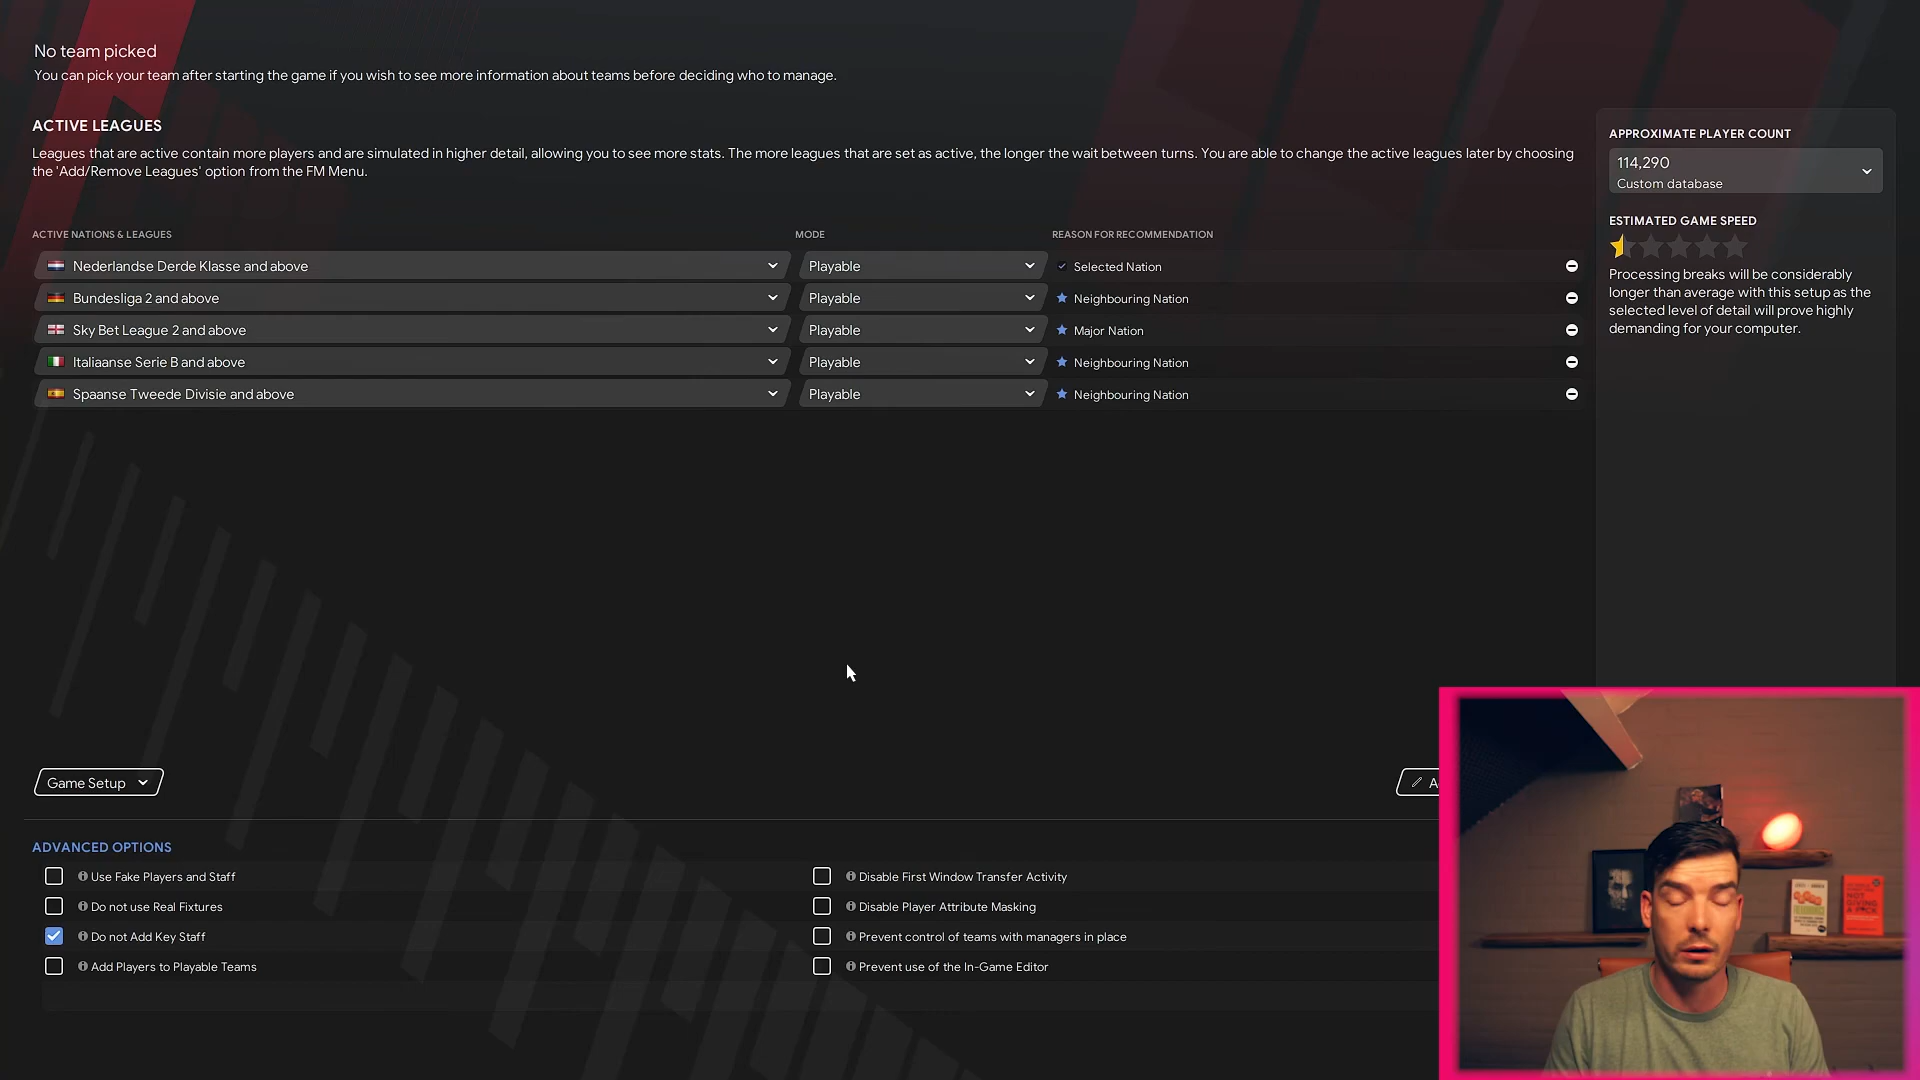 No team picked
You can pick your team after starting the game if you wish to see more information about teams before deciding who to manage.
ACTIVE LEAGUES
Leagues that are active contain more players and are simulated in higher detail, allowing you to see more stats. The more leagues that are set as active, the longer the wait between turns. You are able to change the active leagues later by choosing
the 'Add/Remove Leagues' option from the FM Menu.
ACTIVE NATIONS & LEAGUES MODE REASON FOR RECOMMENDATION
Nederlandse Derde Klasse and above Playable Selected Nation
Bundesliga 2 and above Playable Neighbouring Nation
Sky Bet League 2 and above Playable Major Nation
Italiaanse Serie B and above Playable Neighbouring Nation
Spaanse Tweede Divisie and above Playable Neighbouring Nation
APPROXIMATE PLAYER COUNT
114,290
Custom database
ESTIMATED GAME SPEED
Processing breaks will be considerably
longer than average with this setup as the
selected level of detail will prove highly
demanding for your computer.
Game Setup
A
ADVANCED OPTIONS
Use Fake Players and Staff
Do not use Real Fixtures
Do not Add Key Staff
Add Players to Playable Teams
Disable First Window Transfer Activity
Disable Player Attribute Masking
Prevent control of teams with managers in place
Prevent use of the In-Game Editor